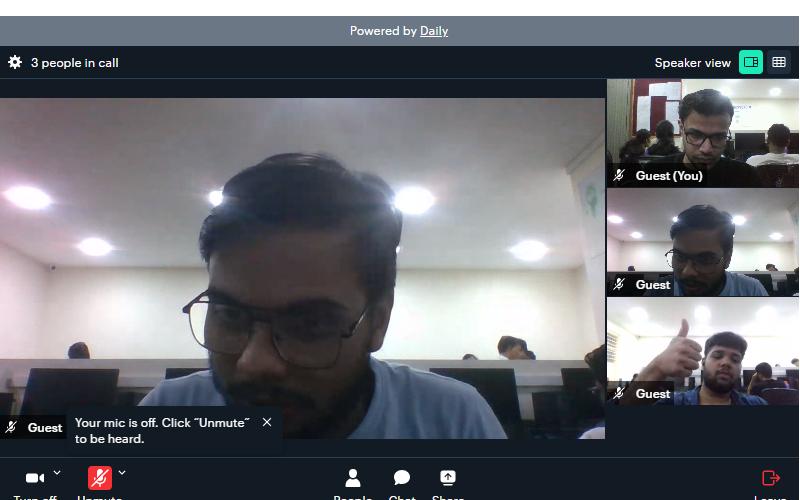 Powered by Daily
3 people in call
Speaker view
Guest (You)
Guest
Guest
Guest
Your mic is off. Click ˝Unmute˝
to be heard.
Turn off
Unmute
People
Chat
Share
Leave